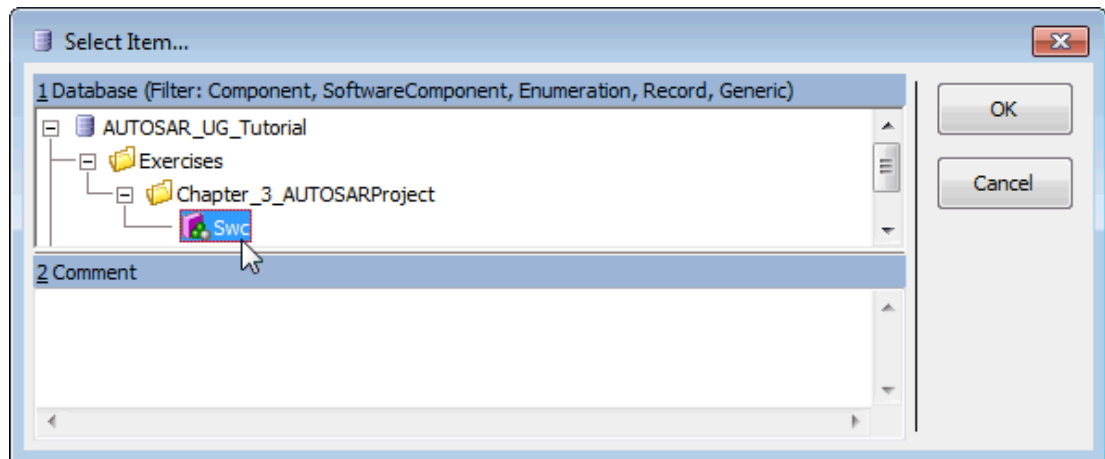 Select Item...
1 Database (Filter: Component, SoftwareComponent, Enumeration, Record, Generic)
AUTOSAR_UG_Tutorial
Exercises
Chapter_3_AUTOSARProject
Swc
2 Comment
OK
Cancel